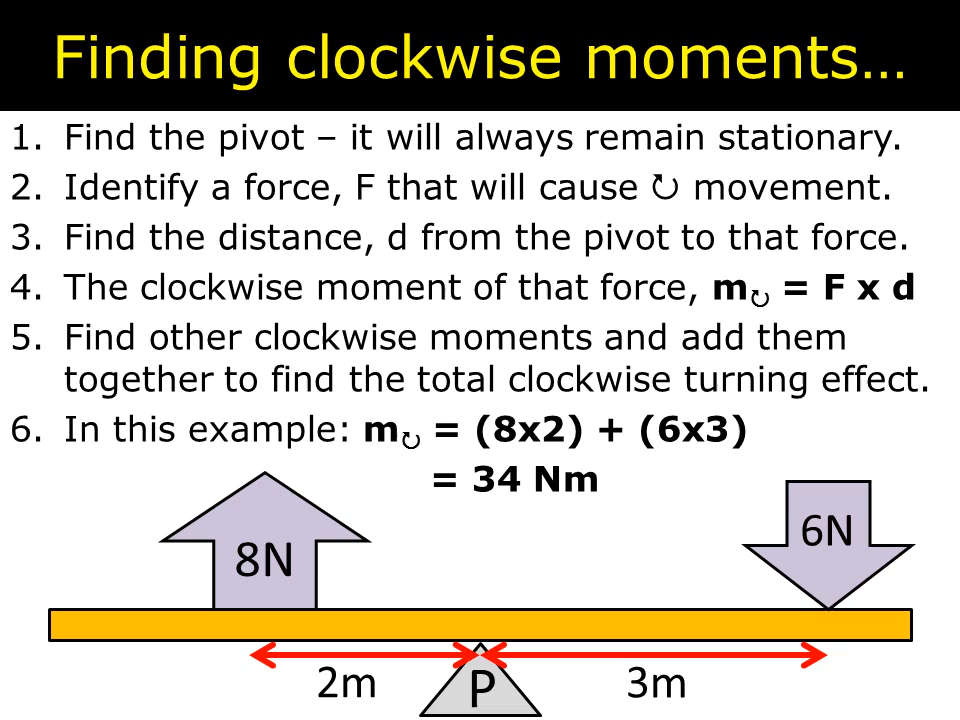 Finding clockwise moments…
1. Find the pivot – it will always remain stationary.
2. Identify a force, F that will cause ↻ movement.
3. Find the distance, d from the pivot to that force.
4. The clockwise moment of that force, m↻ = F x d
5. Find other clockwise moments and add them
together to find the total clockwise turning effect.
6. In this example: m↻ = (8x2) + (6x3)
= 34 Nm
8N
6N
2m
P
3m